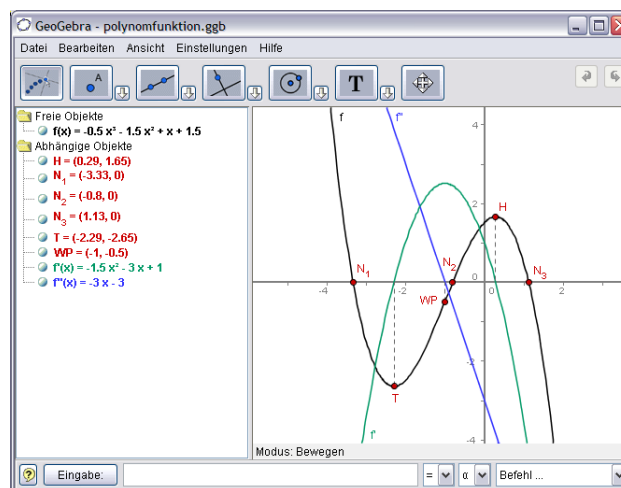 GeoGebra - polynomfunktion.ggb
Datei Bearbeiten Ansicht Einstellungen Hilfe
A T
Freie Objekte
f(x) = -0.5 x³ - 1.5 x² + x + 1.5
Abhängige Objekte
H = (0.29, 1.65)
N₁ = (-3.33, 0)
N₂ = (-0.8, 0)
N₃ = (1.13, 0)
T = (-2.29, -2.65)
WP = (-1, -0.5)
f'(x) = -1.5 x² - 3 x + 1
f''(x) = -3 x - 3
f f''
4
H
2
N₁ N₂ N₃
0
-4 -2 0 2
WP
-2
T
f'
-4
Modus: Bewegen
Eingabe: = α Befehl ...